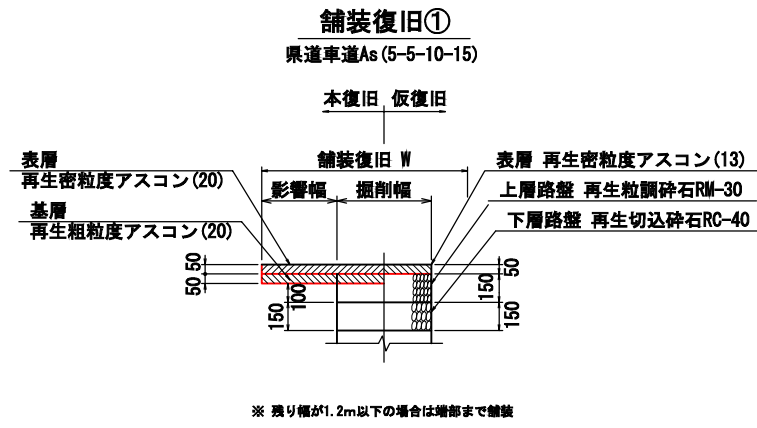 舗装復旧①
県道車道As(5-5-10-15)
本復旧 仮復旧
表層
再生密粒度アスコン(20)
基層
再生粗粒度アスコン(20)
舗装復旧 W
影響幅 掘削幅
表層 再生密粒度アスコン(13)
上層路盤 再生粒調砕石RM-30
下層路盤 再生切込砕石RC-40
50
50
100
150
50
150
150
※ 残り幅が1.2m以下の場合は端部まで舗装